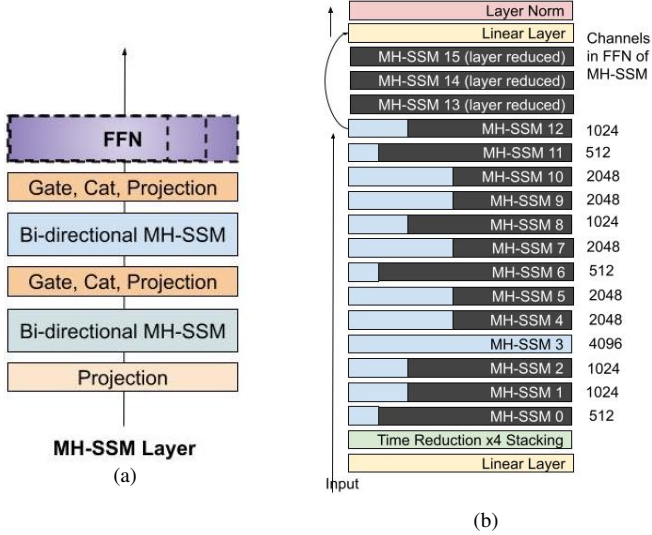 FFN
Gate, Cat, Projection
Bi-directional MH-SSM
Gate, Cat, Projection
Bi-directional MH-SSM
Projection
MH-SSM Layer
(a)
Layer Norm
Linear Layer
Channels
in FFN of
MH-SSM
MH-SSM 15 (layer reduced)
MH-SSM 14 (layer reduced)
MH-SSM 13 (layer reduced)
MH-SSM 12 1024
MH-SSM 11 512
MH-SSM 10 2048
MH-SSM 9 2048
MH-SSM 8 1024
MH-SSM 7 2048
MH-SSM 6 512
MH-SSM 5 2048
MH-SSM 4 2048
MH-SSM 3 4096
MH-SSM 2 1024
MH-SSM 1 1024
MH-SSM 0 512
Time Reduction x4 Stacking
Linear Layer
Input
(b)